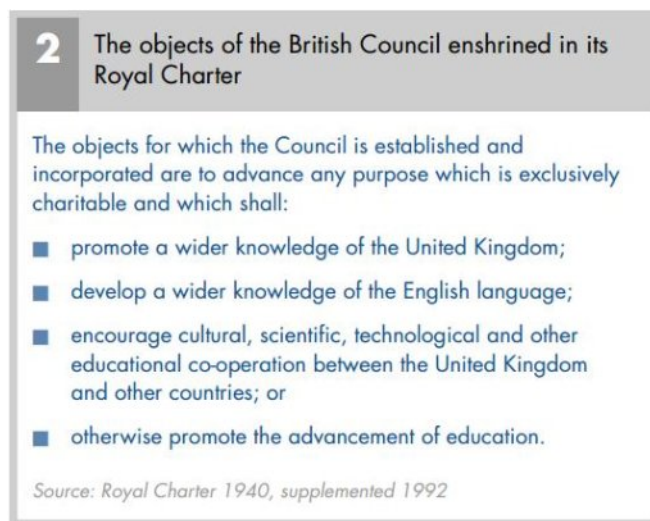 2
The objects of the British Council enshrined in its
Royal Charter
The objects for which the Council is established and
incorporated are to advance any purpose which is exclusively
charitable and which shall:
■ promote a wider knowledge of the United Kingdom;
■ develop a wider knowledge of the English language;
■ encourage cultural, scientific, technological and other
educational co-operation between the United Kingdom
and other countries; or
■ otherwise promote the advancement of education.
Source: Royal Charter 1940, supplemented 1992